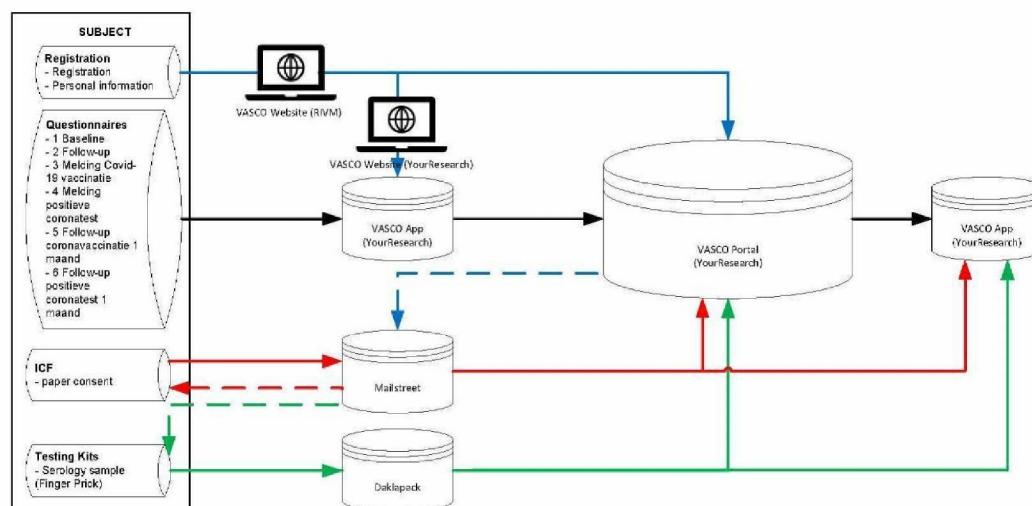 SUBJECT
Registration
- Registration
- Personal information
VASCO Website (RIVM)
Questionnaires
- 1 Baseline
- 2 Follow-up
- 3 Melding Covid-
19 vaccinatie
- 4 Melding
positieve
coronatest
- 5 Follow-up
coronavaccinatie 1
maand
- 6 Follow-up
positieve
coronatest 1
maand
VASCO Website (YourResearch)
VASCO App
(YourResearch)
VASCO Portal
(YourResearch)
VASCO App
(YourResearch)
ICF
- paper consent
Mailstreet
Testing Kits
- Serology sample
(Finger Prick)
Daklapack